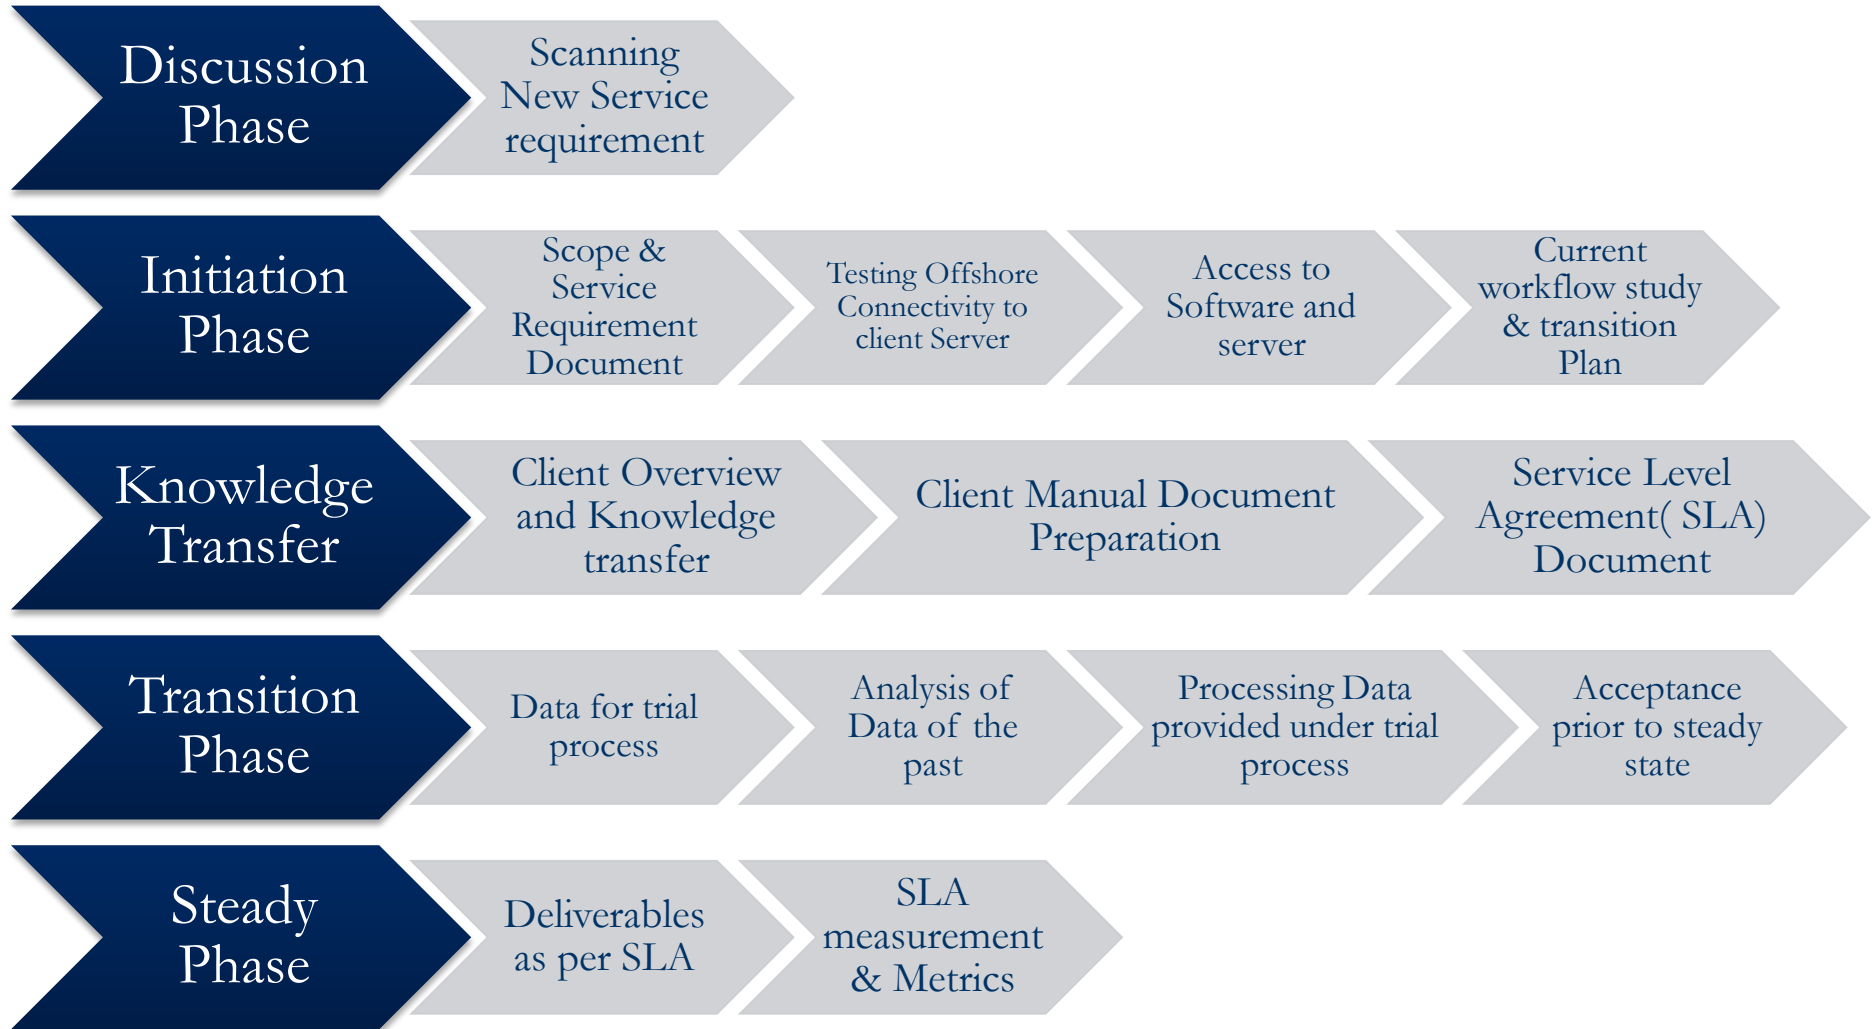 Discussion
Phase
Scanning
New Service
requirement
Initiation
Phase
Scope &
Service
Requirement
Document
Testing Offshore
Connectivity to
client Server
Access to
Software and
server
Current
workflow study
& transition
Plan
Knowledge
Transfer
Client Overview
and Knowledge
transfer
Client Manual Document
Preparation
Service Level
Agreement( SLA)
Document
Transition
Phase
Data for trial
process
Analysis of
Data of the
past
Processing Data
provided under trial
process
Acceptance
prior to steady
state
Steady
Phase
Deliverables
as per SLA
SLA
measurement
& Metrics